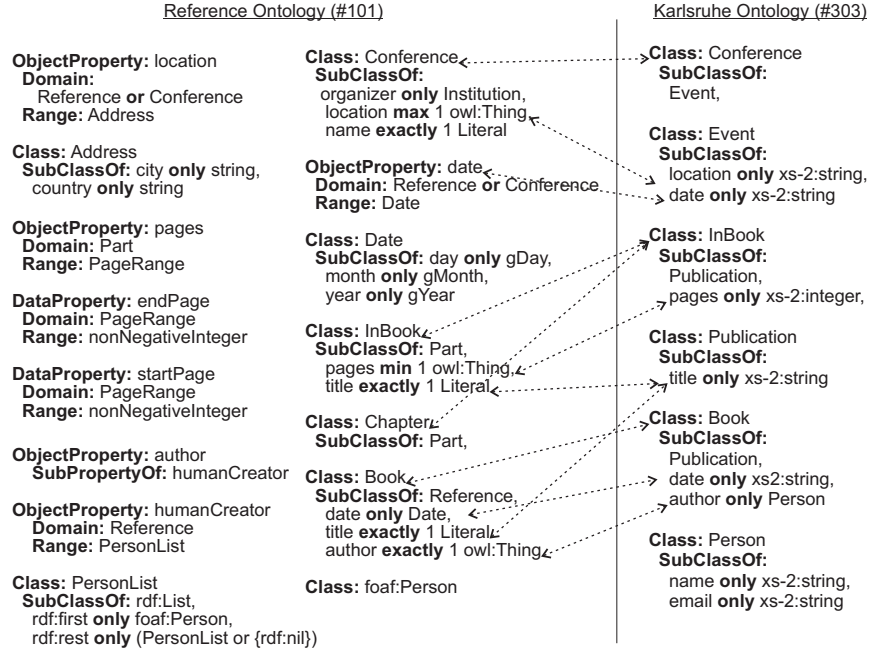 Reference Ontology (#101)
ObjectProperty: location
Domain:
Reference or Conference
Range: Address
Class: Address
SubClassOf: city only string,
country only string
ObjectProperty: pages
Domain: Part
Range: PageRange
DataProperty: endPage
Domain: PageRange
Range: nonNegativeInteger
DataProperty: startPage
Domain: PageRange
Range: nonNegativeInteger
ObjectProperty: author
SubPropertyOf: humanCreator
ObjectProperty: humanCreator
Domain: Reference
Range: PersonList
Class: PersonList
SubClassOf: rdf:List,
rdf:first only foaf:Person,
rdf:rest only (PersonList or {rdf:nil})
Class: Conference
SubClassOf:
organizer only Institution,
location max 1 owl:Thing,
name exactly 1 Literal
ObjectProperty: date
Domain: Reference or Conference
Range: Date
Class: Date
SubClassOf: day only gDay,
month only gMonth,
year only gYear
Class: InBook
SubClassOf: Part,
pages min 1 owl:Thing,
title exactly 1 Literal
Class: Chapter
SubClassOf: Part,
Class: Book
SubClassOf: Reference,
date only Date,
title exactly 1 Literal,
author exactly 1 owl:Thing,
Class: foaf:Person
Karlsruhe Ontology (#303)
Class: Conference
SubClassOf:
Event,
Class: Event
SubClassOf:
location only xs-2:string,
date only xs-2:string
Class: InBook
SubClassOf:
Publication,
pages only xs-2:integer,
Class: Publication
SubClassOf:
title only xs-2:string
Class: Book
SubClassOf:
Publication,
date only xs2:string,
author only Person
Class: Person
SubClassOf:
name only xs-2:string,
email only xs-2:string